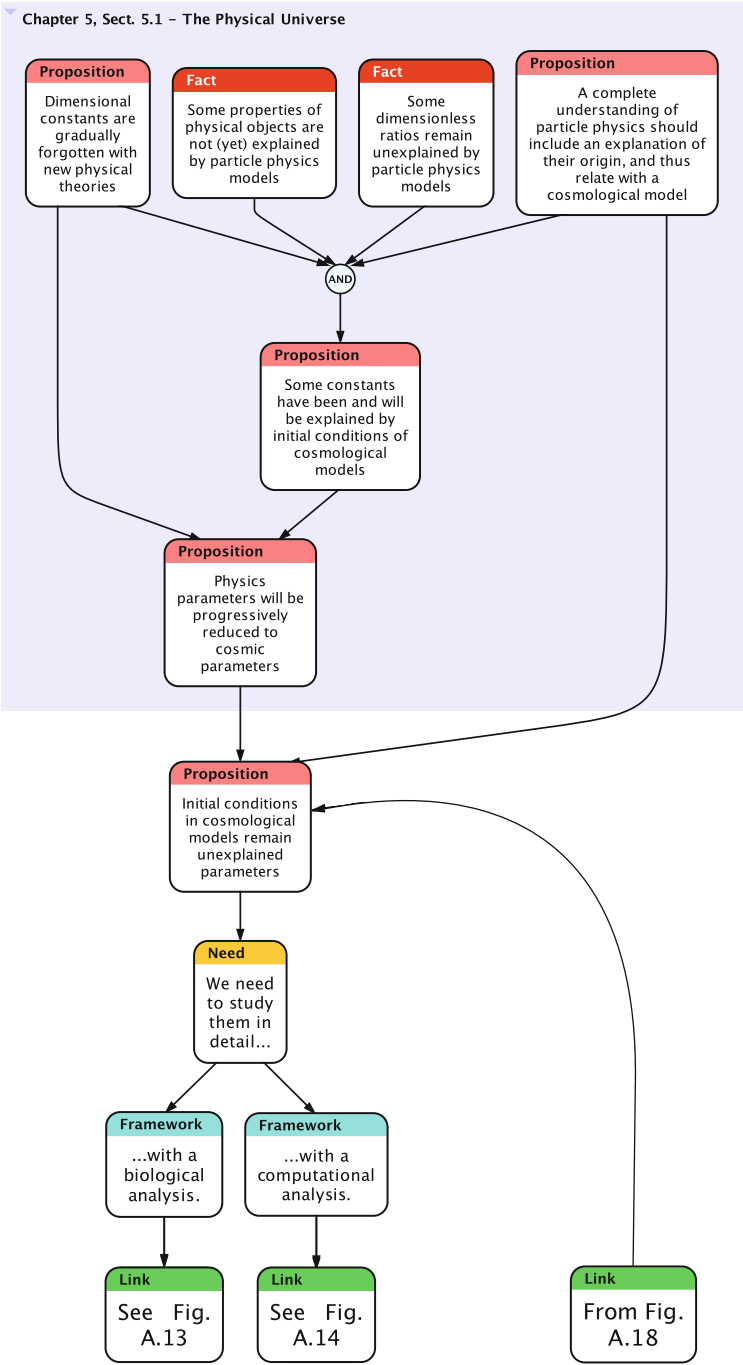 Chapter 5, Sect. 5.1 – The Physical Universe
Proposition
Dimensional
constants are
gradually
forgotten with
new physical
theories
Fact
Some properties of
physical objects are
not (yet) explained
by particle physics
models
Fact
Some
dimensionless
ratios remain
unexplained by
particle physics
models
Proposition
A complete
understanding of
particle physics should
include an explanation of
their origin, and thus
relate with a
cosmological model
AND
Proposition
Some constants
have been and will
be explained by
initial conditions of
cosmological
models
Proposition
Physics
parameters will be
progressively
reduced to
cosmic
parameters
Proposition
Initial conditions
in cosmological
models remain
unexplained
parameters
Need
We need
to study
them in
detail...
Framework
...with a
biological
analysis.
Framework
...with a
computational
analysis.
Link
See Fig.
A.13
Link
See Fig.
A.14
Link
From Fig.
A.18